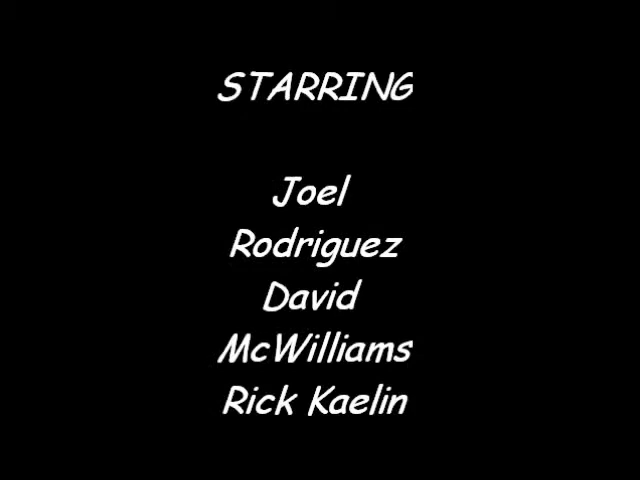 STARRING
Joel
Rodriguez
David
McWilliams
Rick Kaelin